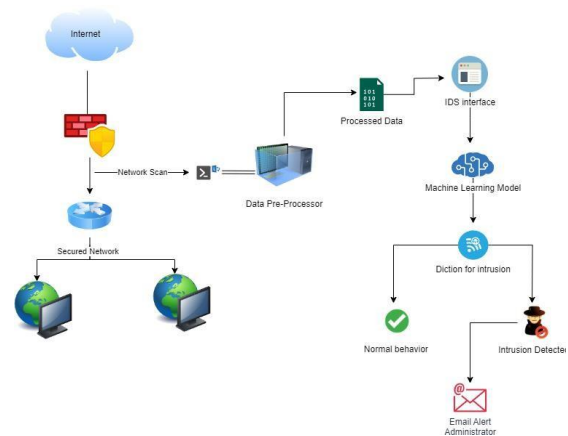 Internet
Network Scan
Secured Network
Data Pre-Processor
101
010
101
Processed Data
IDS interface
Machine Learning Model
Diction for intrusion
Normal behavior
Intrusion Detected
@
Email Alert
Administrator